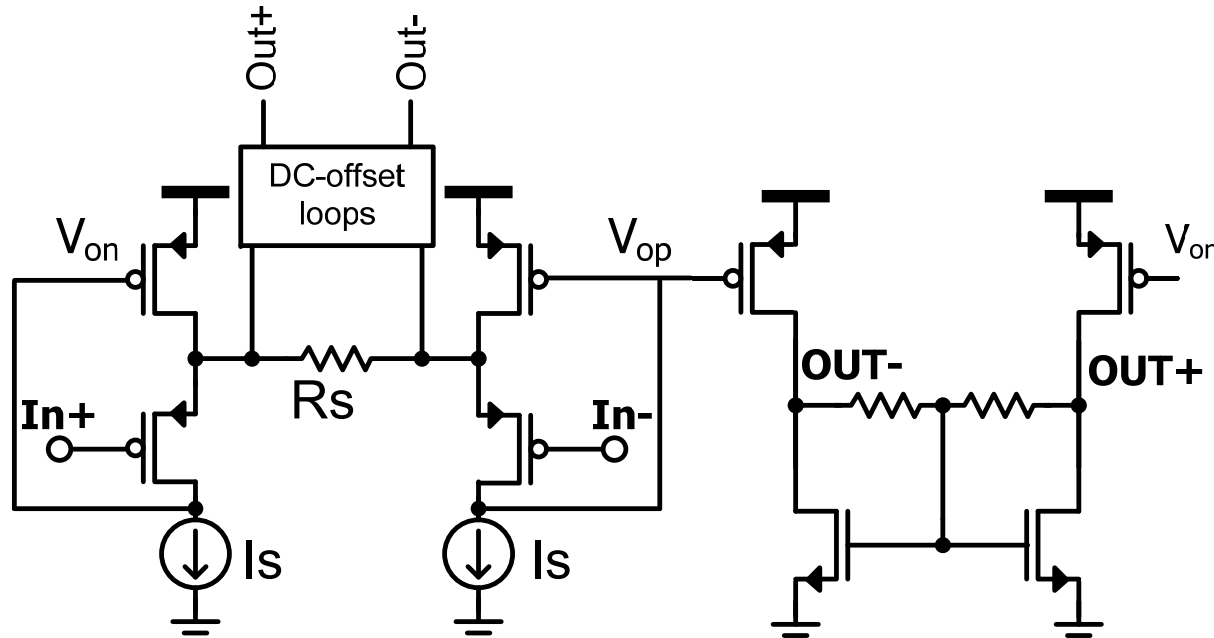 Out+
Out-
DC-offset
loops
Von
Vop
Von
Rs
In+
In-
OUT-
OUT+
Is
Is